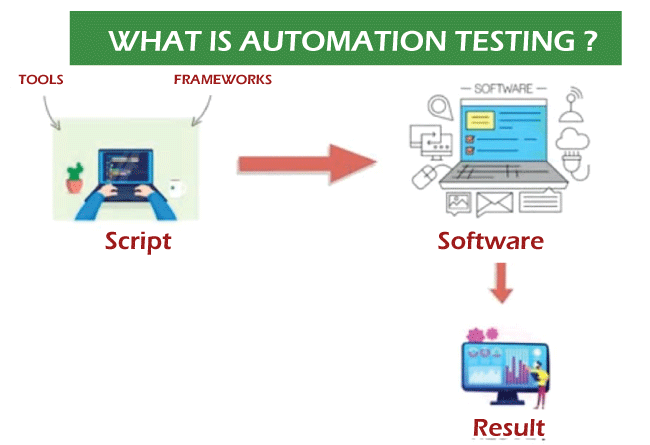 WHAT IS AUTOMATION TESTING ?
TOOLS
FRAMEWORKS
— SOFTWARE —
Script
Software
Result